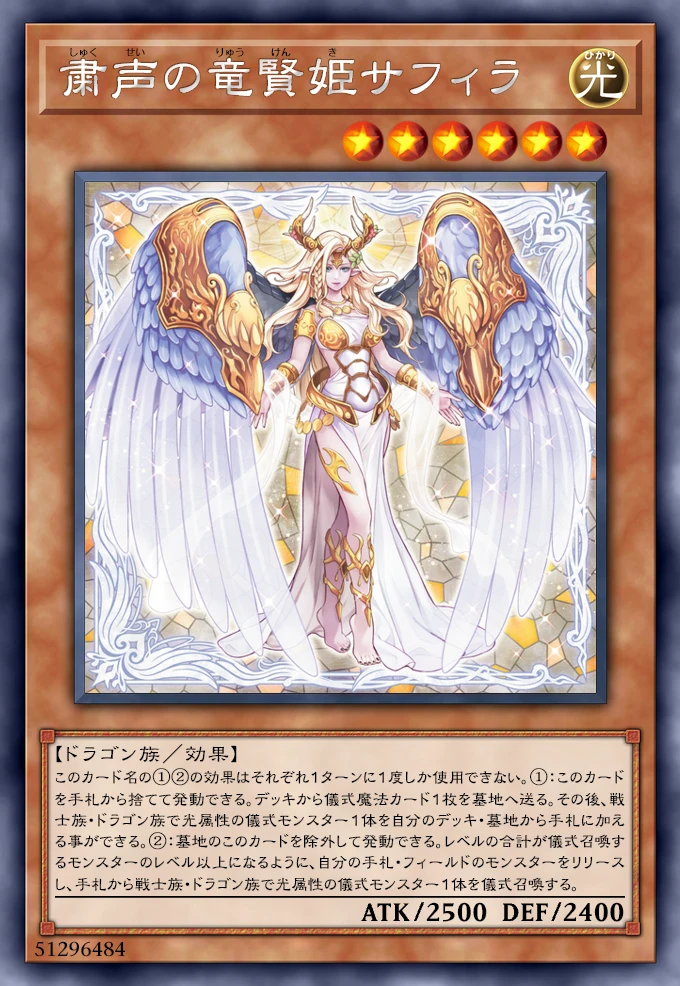 しゅく せい りゅう けん き
粛声の竜賢姫サフィラ
ひかり
光
【ドラゴン族／効果】
このカード名の①②の効果はそれぞれ1ターンに1度しか使用できない。①：このカード
を手札から捨てて発動できる。デッキから儀式魔法カード1枚を墓地へ送る。その後、戦
士族・ドラゴン族で光属性の儀式モンスター1体を自分のデッキ・墓地から手札に加え
る事ができる。②：墓地のこのカードを除外して発動できる。レベルの合計が儀式召喚す
るモンスターのレベル以上になるように、自分の手札・フィールドのモンスターをリリース
し、手札から戦士族・ドラゴン族で光属性の儀式モンスター1体を儀式召喚する。
ATK/2500 DEF/2400
51296484